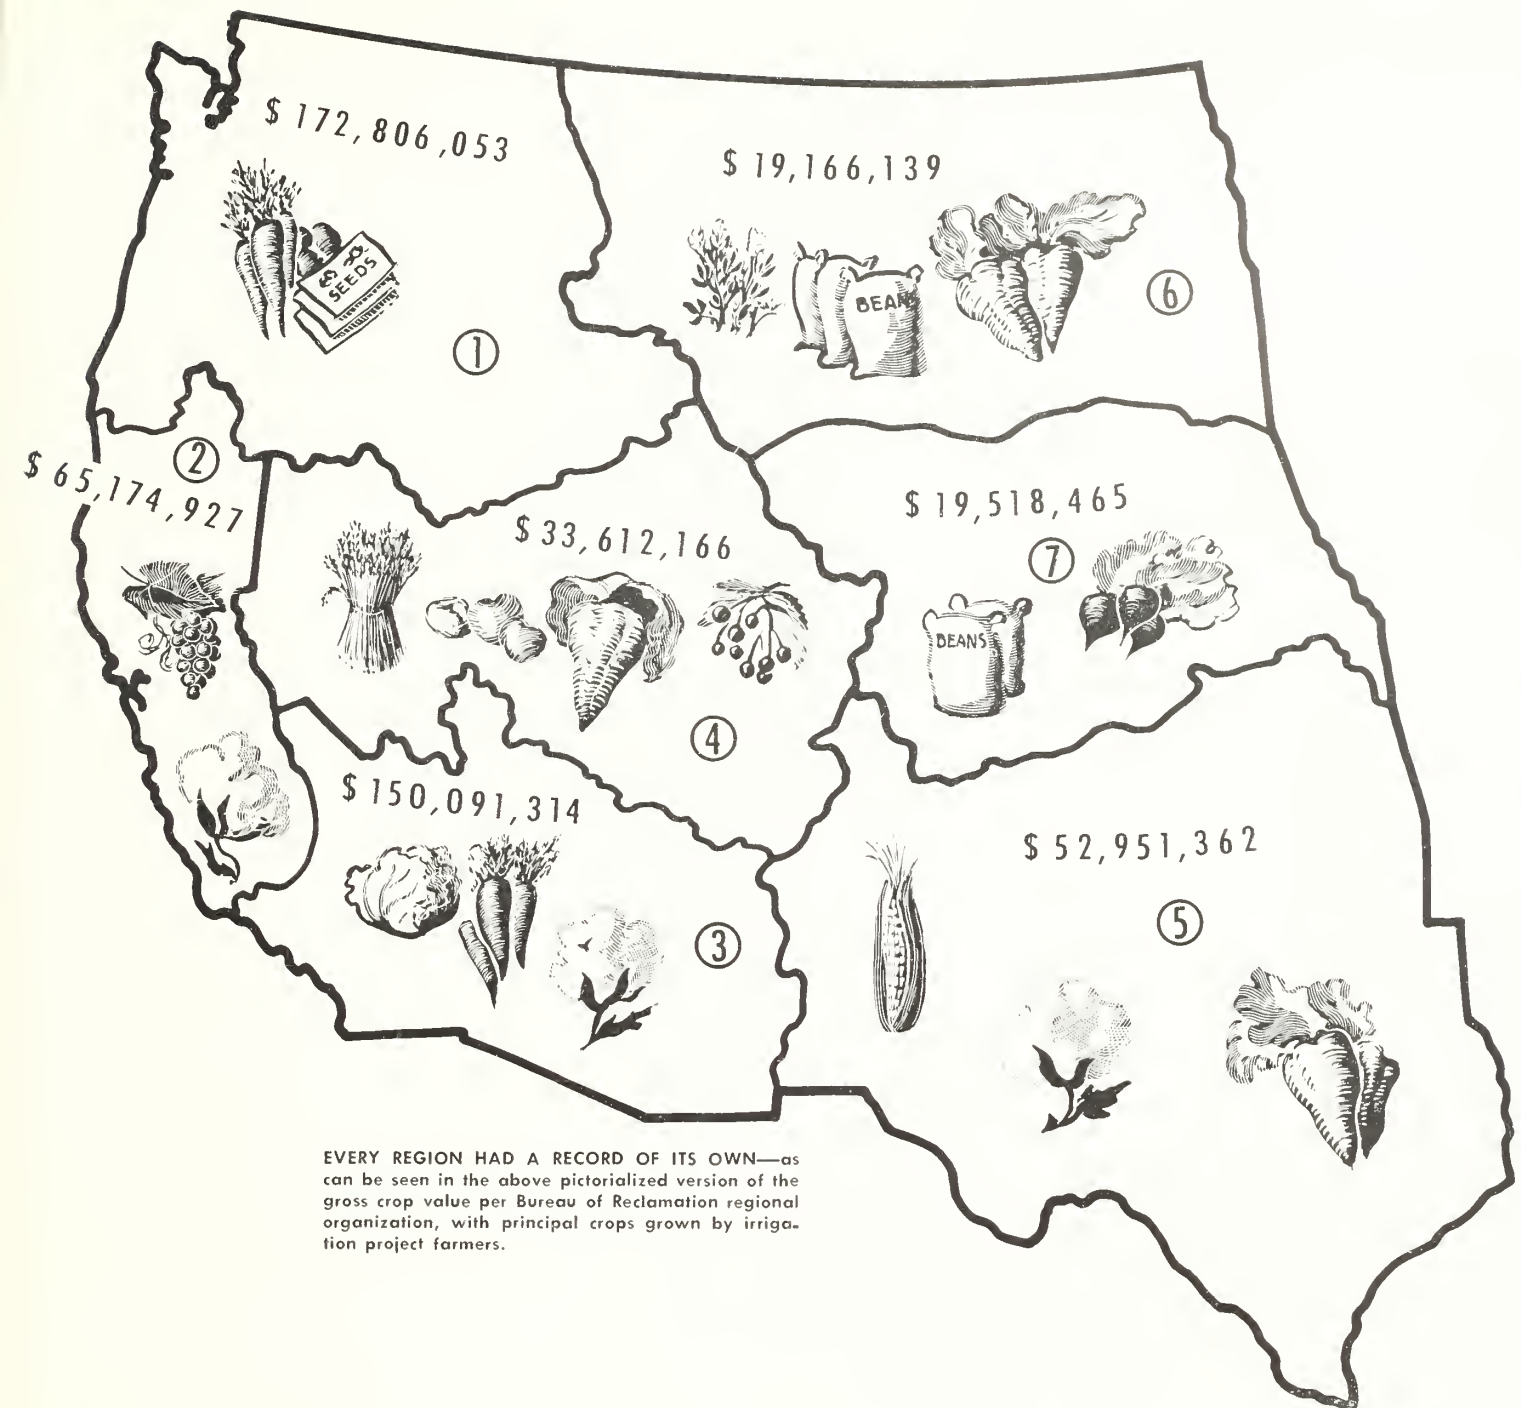 $ 172,806,053
SEEDS
①
$ 19,166,139
BEANS
⑥
②
$ 65,174,927
$ 33,612,166
④
$ 19,518,465
⑦
BEANS
$ 150,091,314
③
$ 52,951,362
⑤
EVERY REGION HAD A RECORD OF ITS OWN—as
can be seen in the above pictorialized version of the
gross crop value per Bureau of Reclamation regional
organization, with principal crops grown by irriga-
tion project farmers.